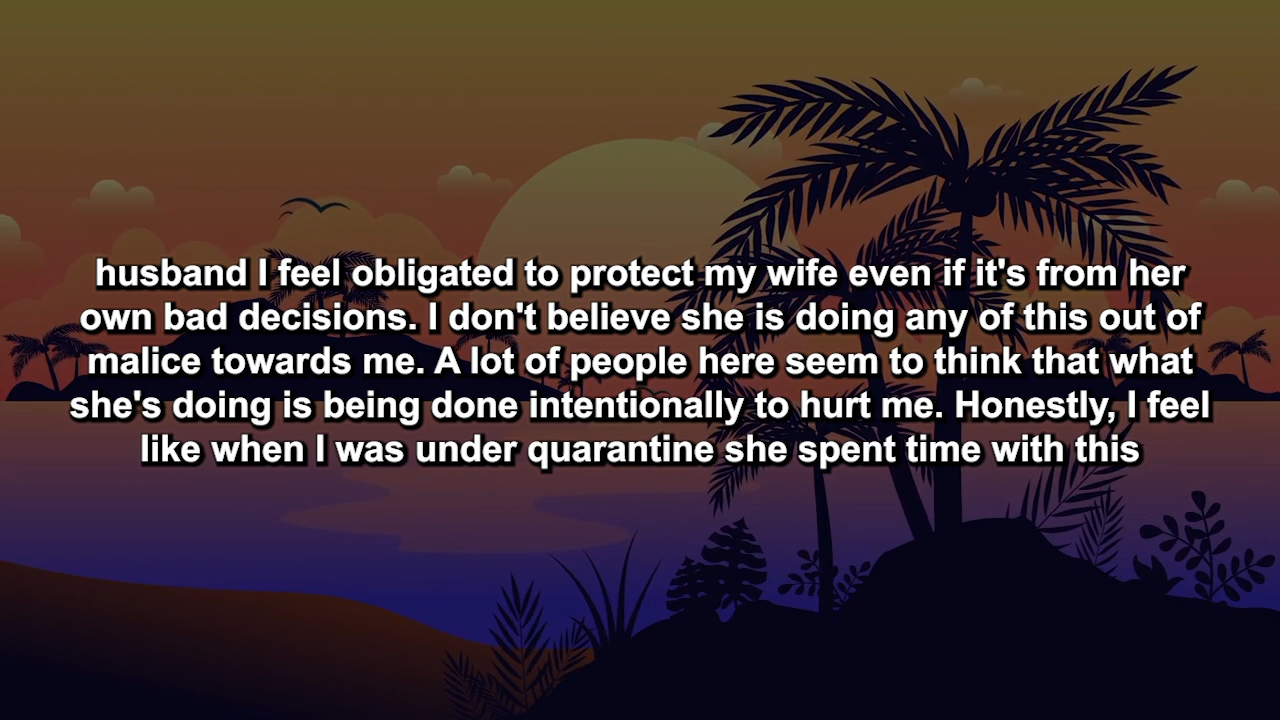 husband I feel obligated to protect my wife even if it's from her
own bad decisions. I don't believe she is doing any of this out of
malice towards me. A lot of people here seem to think that what
she's doing is being done intentionally to hurt me. Honestly, I feel
like when I was under quarantine she spent time with this